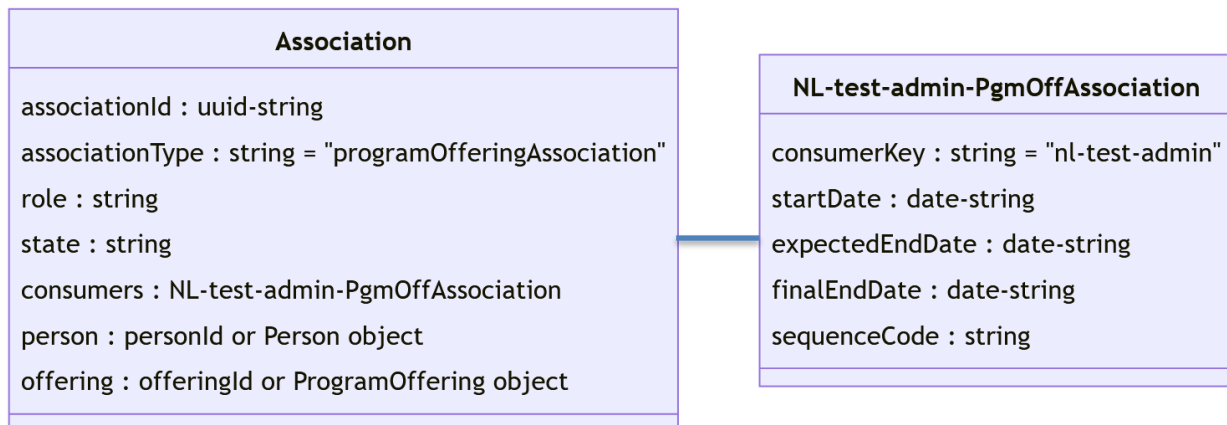 Association
associationId : uuid-string
associationType : string = "programOfferingAssociation"
role : string
state : string
consumers : NL-test-admin-PgmOffAssociation
person : personId or Person object
offering : offeringId or ProgramOffering object
NL-test-admin-PgmOffAssociation
consumerKey : string = "nl-test-admin"
startDate : date-string
expectedEndDate : date-string
finalEndDate : date-string
sequenceCode : string